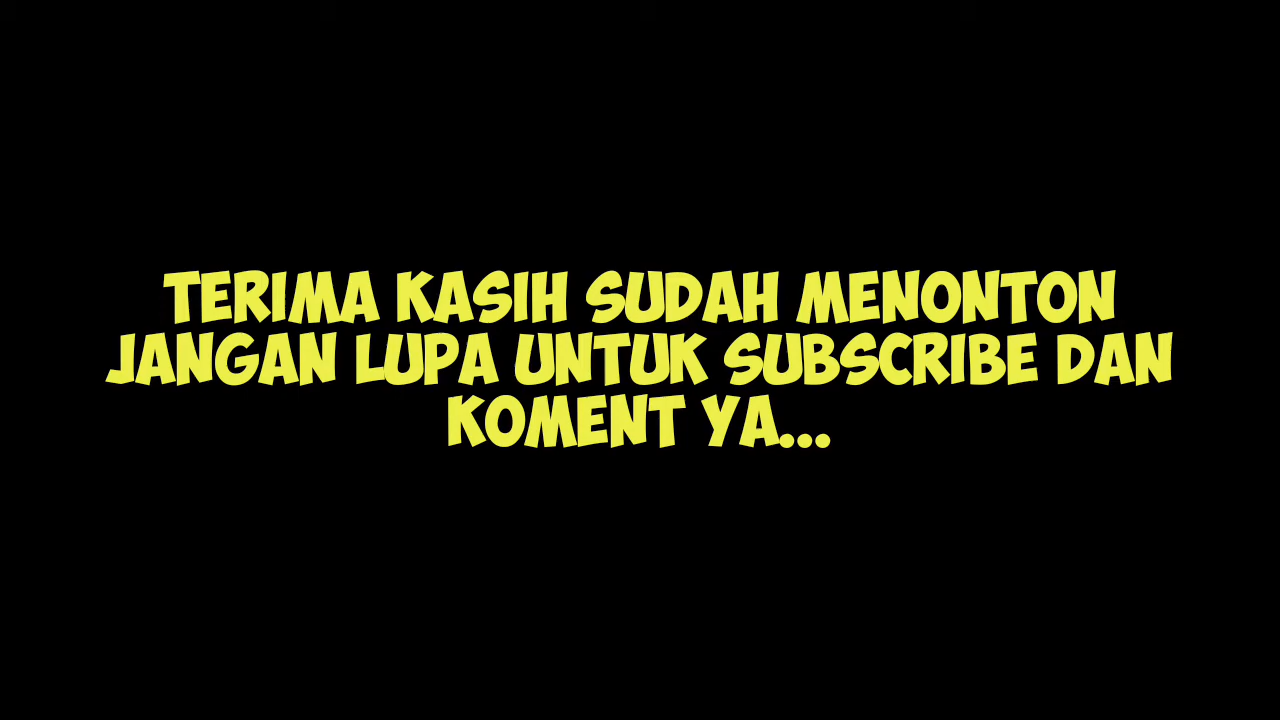 TERIMA KASIH SUDAH MENONTON
JANGAN LUPA UNTUK SUBSCRIBE DAN
KOMENT YA...